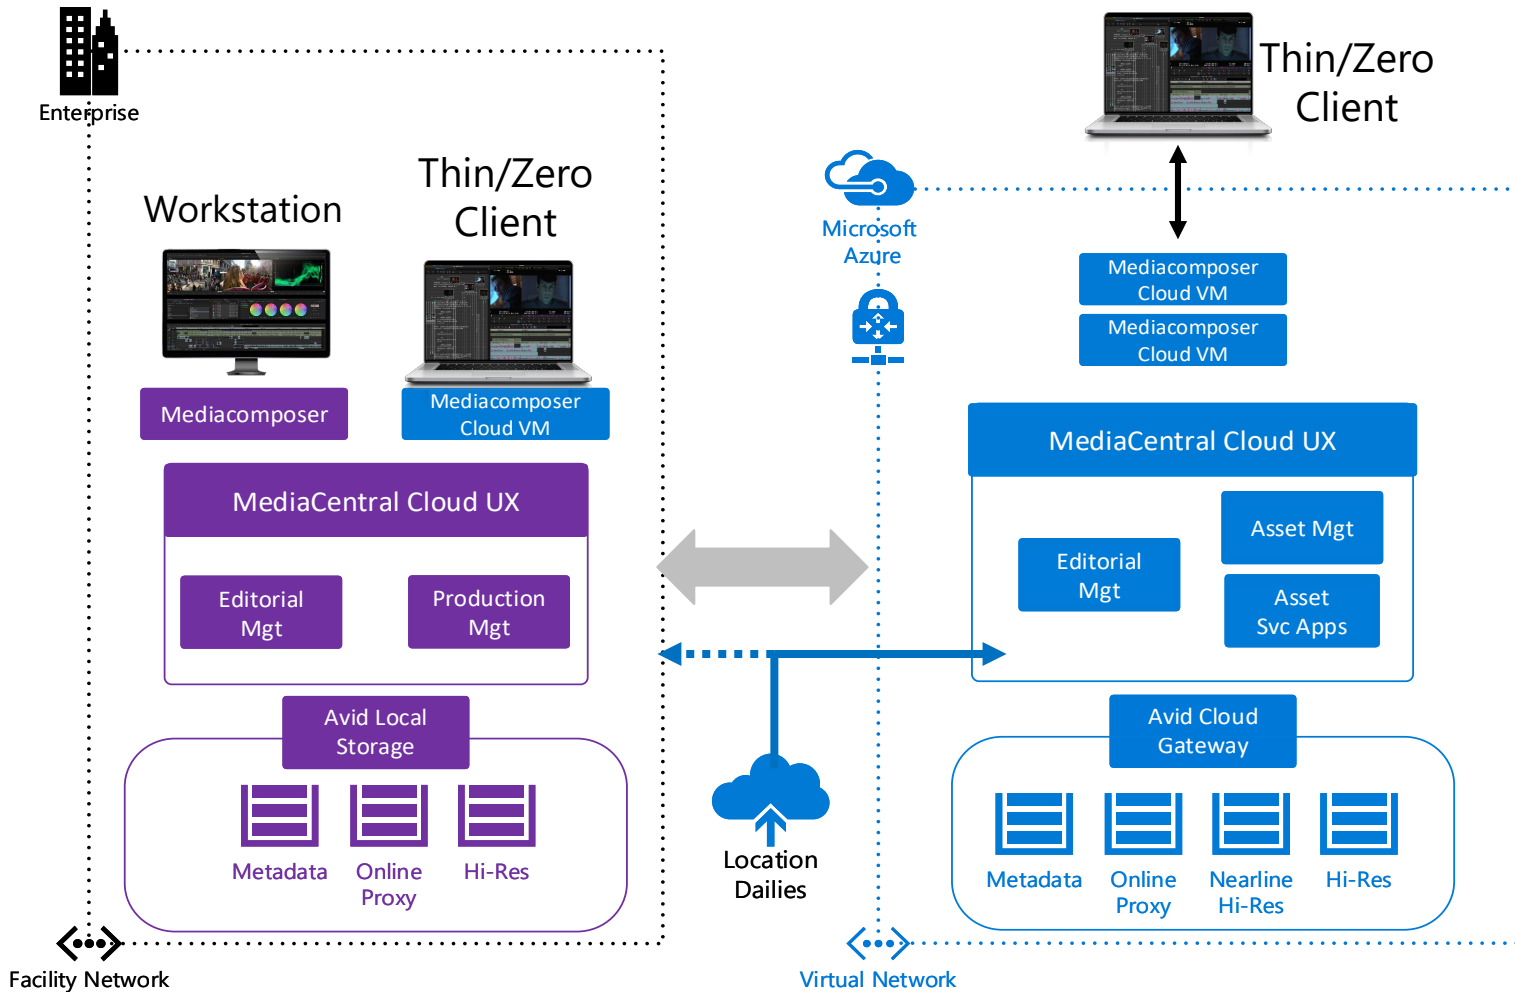 Enterprise
Workstation
Thin/Zero
Client
Mediacomposer
Mediacomposer
Cloud VM
MediaCentral Cloud UX
Editorial
Mgt
Production
Mgt
Avid Local
Storage
Metadata
Online
Proxy
Hi-Res
Facility Network
Location
Dailies
Thin/Zero
Client
Microsoft
Azure
Mediacomposer
Cloud VM
Mediacomposer
Cloud VM
MediaCentral Cloud UX
Editorial
Mgt
Asset Mgt
Asset
Svc Apps
Avid Cloud
Gateway
Metadata
Online
Proxy
Nearline
Hi-Res
Hi-Res
Virtual Network